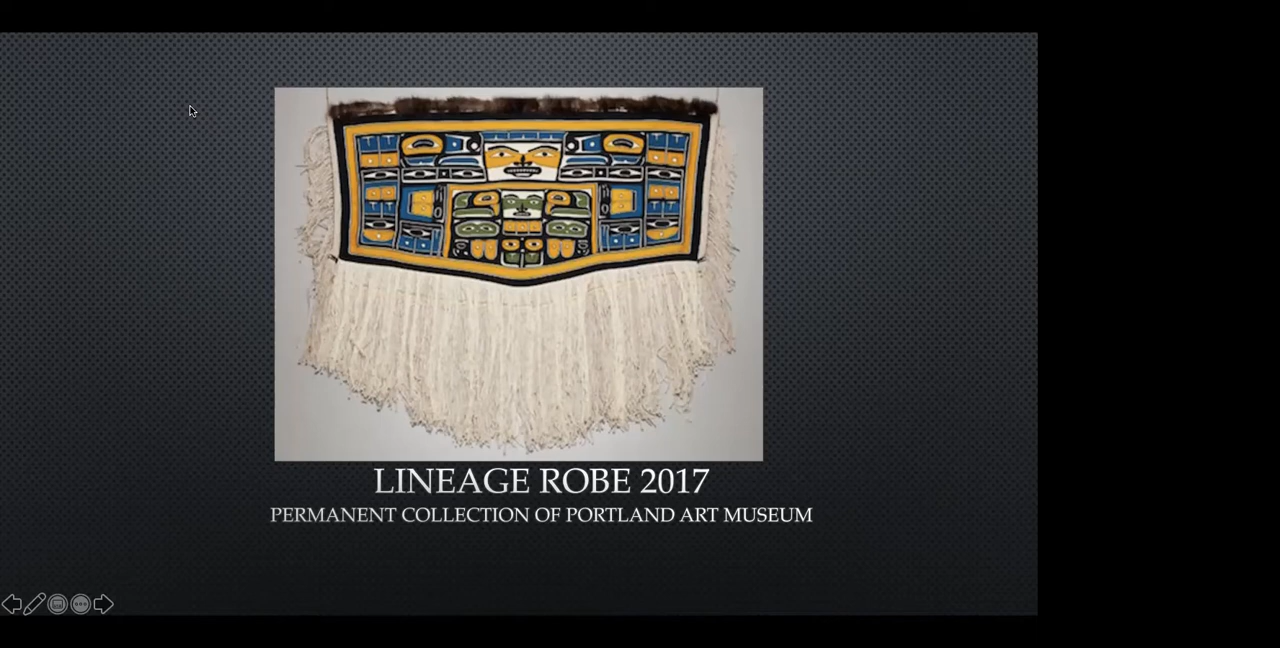 LINEAGE ROBE 2017
PERMANENT COLLECTION OF PORTLAND ART MUSEUM